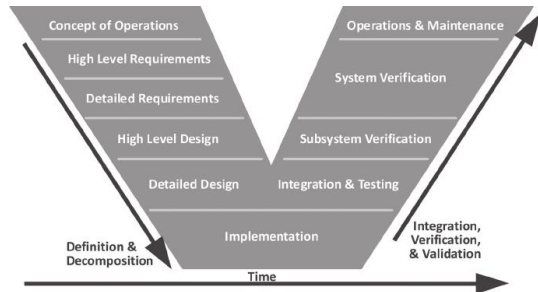 Concept of Operations
Operations & Maintenance
High Level Requirements
System Verification
Detailed Requirements
High Level Design
Subsystem Verification
Detailed Design
Integration & Testing
Implementation
Definition &
Decomposition
Integration,
Verification,
& Validation
Time